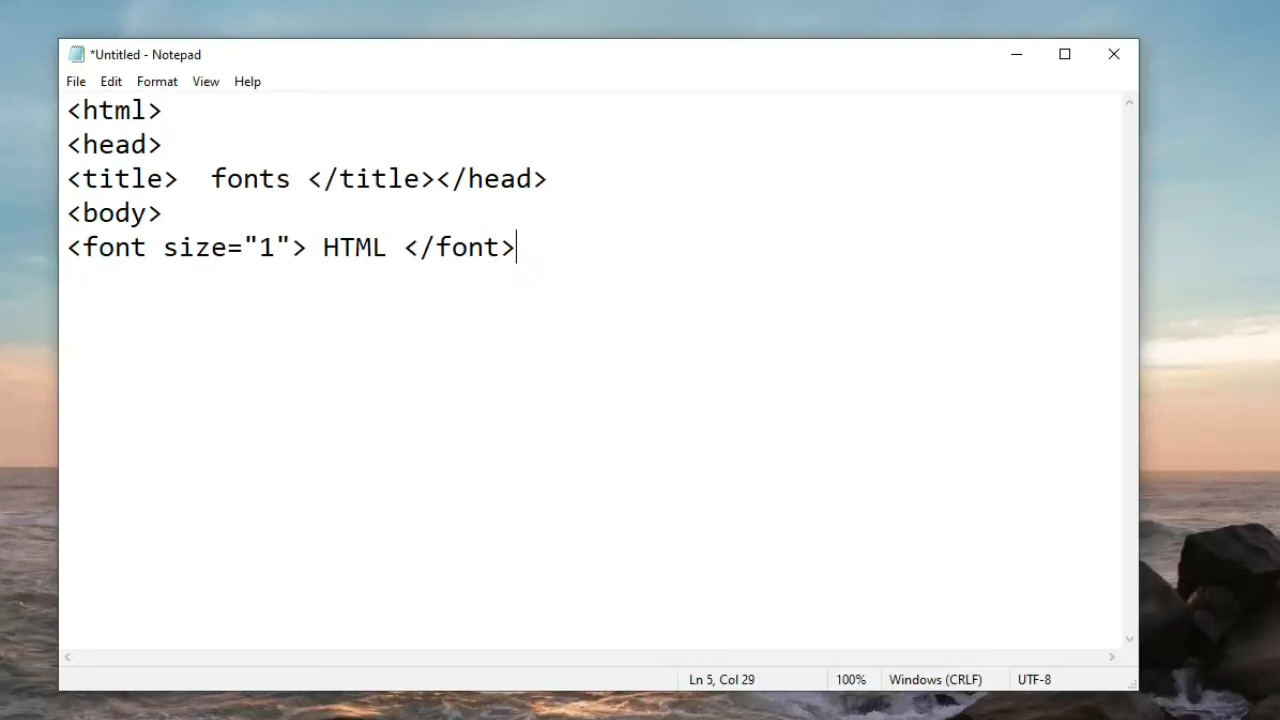 *Untitled - Notepad
File Edit Format View Help
<html>
<head>
<title>  fonts </title></head>
<body>
<font size="1"> HTML </font>
Ln 5, Col 29 100% Windows (CRLF) UTF-8